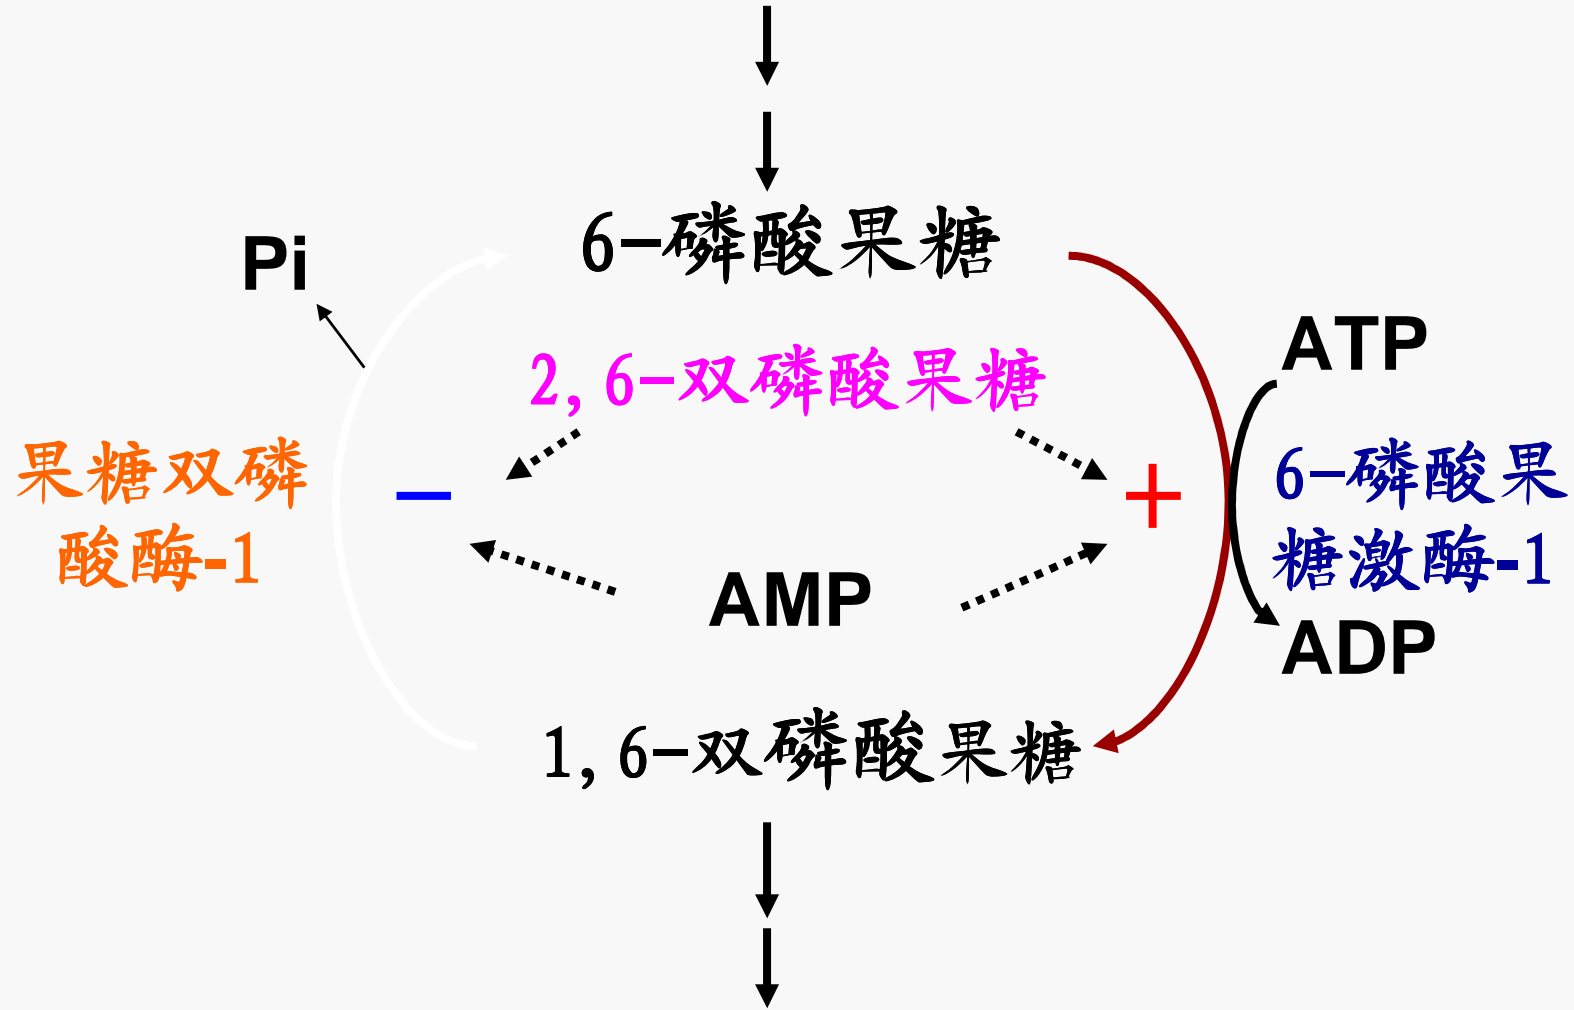 6-磷酸果糖
Pi
ATP
2,6-双磷酸果糖
果糖双磷
酸酶-1
−
+
6-磷酸果
糖激酶-1
AMP
ADP
1,6-双磷酸果糖